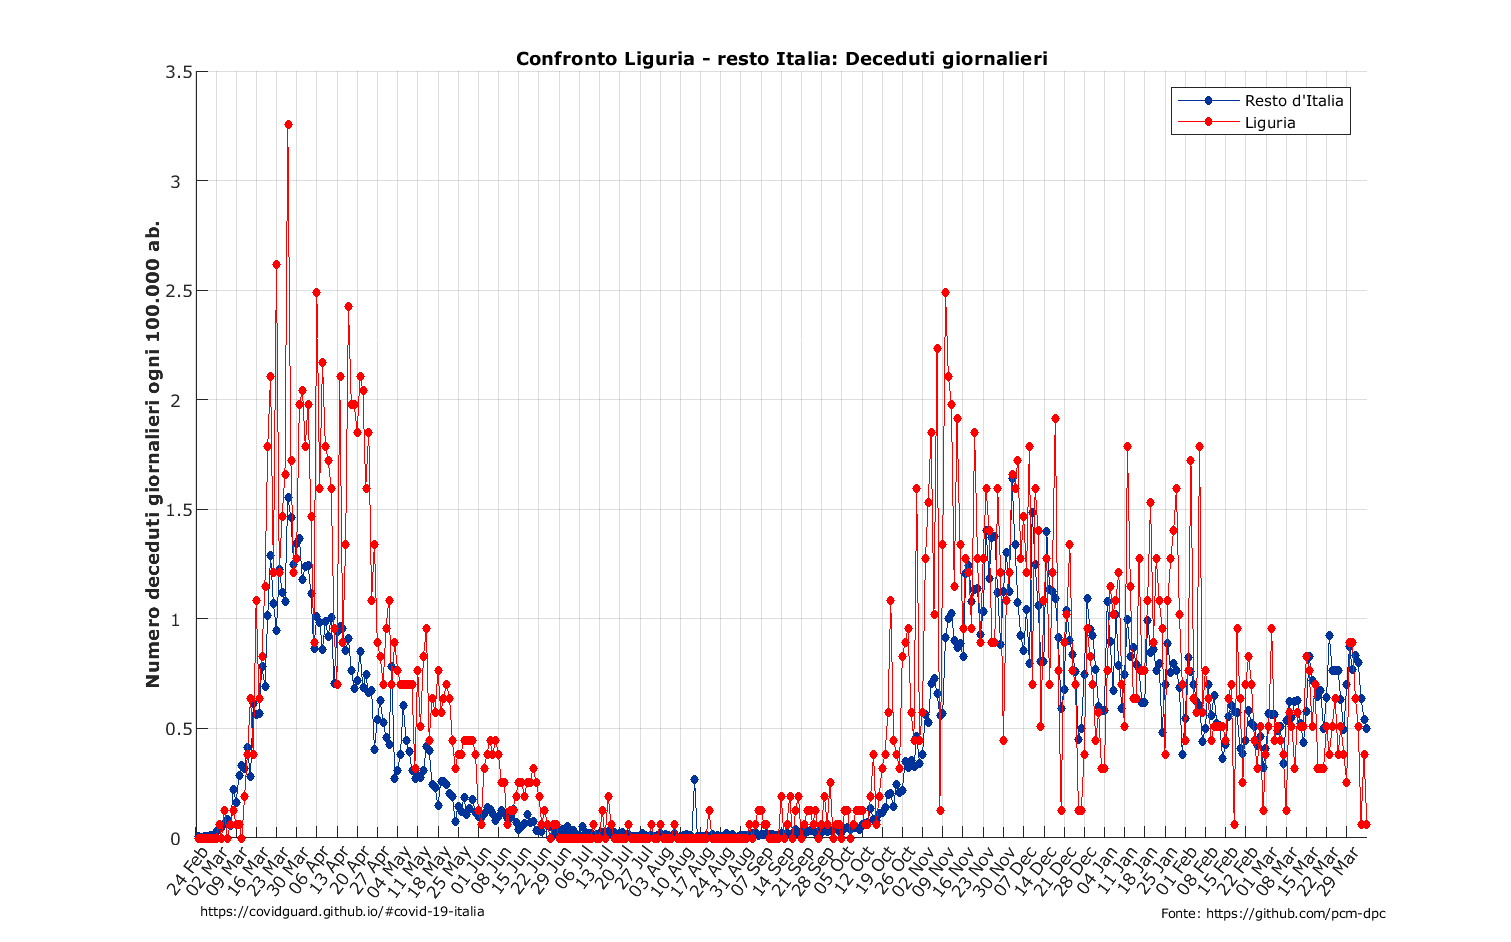 Confronto Liguria - resto Italia: Deceduti giornalieri
Resto d'Italia
Liguria
Numero deceduti giornalieri ogni 100.000 ab.
3.5
3
2.5
2
1.5
1
0.5
0
24 Feb
02 Mar
09 Mar
16 Mar
23 Mar
30 Mar
06 Apr
13 Apr
20 Apr
27 Apr
04 May
11 May
18 May
25 May
01 Jun
08 Jun
15 Jun
22 Jun
29 Jun
06 Jul
13 Jul
20 Jul
27 Jul
03 Aug
10 Aug
17 Aug
24 Aug
31 Aug
07 Sep
14 Sep
21 Sep
28 Sep
05 Oct
12 Oct
19 Oct
26 Oct
02 Nov
09 Nov
16 Nov
23 Nov
30 Nov
07 Dec
14 Dec
21 Dec
28 Dec
04 Jan
11 Jan
18 Jan
25 Jan
01 Feb
08 Feb
15 Feb
22 Feb
01 Mar
08 Mar
15 Mar
22 Mar
29 Mar
https://covidguard.github.io/#covid-19-italia
Fonte: https://github.com/pcm-dpc